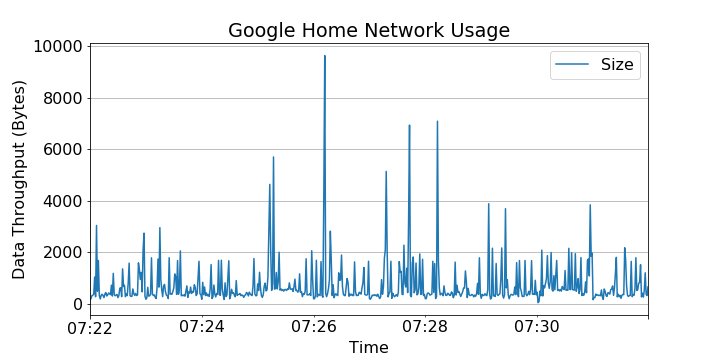 Google Home Network Usage
Size
Data Throughput (Bytes)
10000
8000
6000
4000
2000
0
07:22
07:24
07:26
07:28
07:30
Time